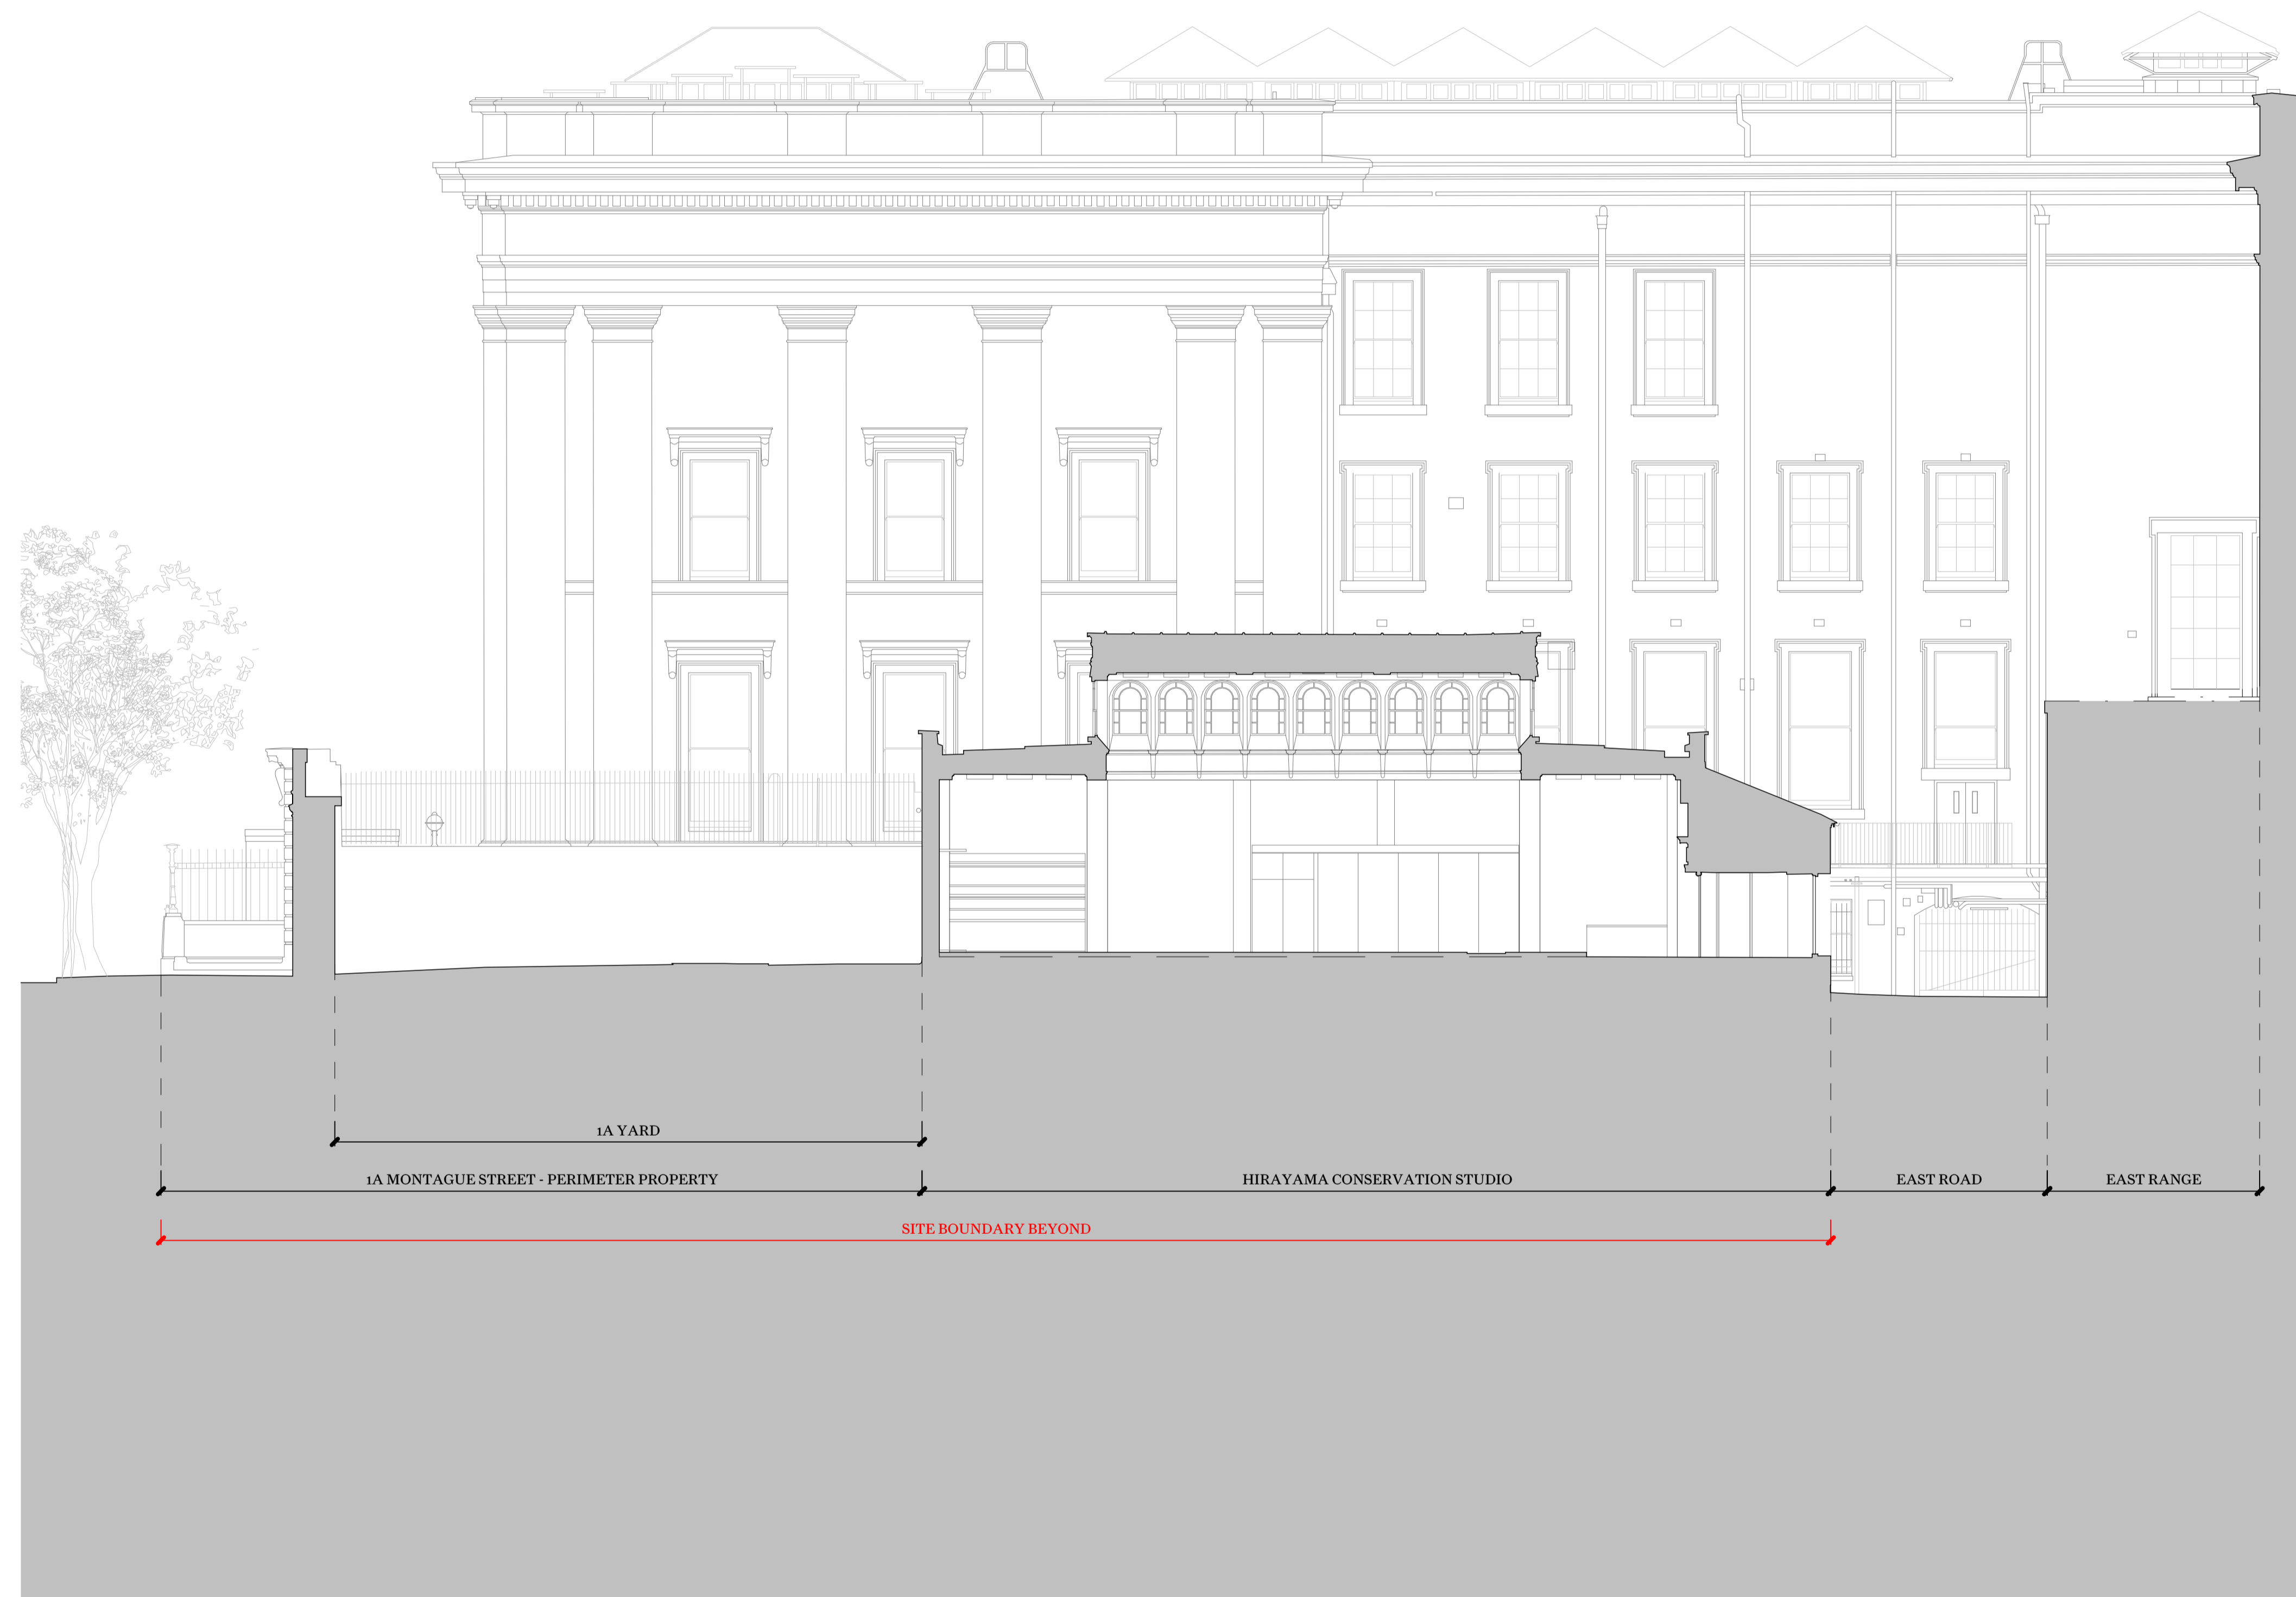 1A YARD
1A MONTAGUE STREET - PERIMETER PROPERTY
HIRAYAMA CONSERVATION STUDIO
EAST ROAD
EAST RANGE
SITE BOUNDARY BEYOND